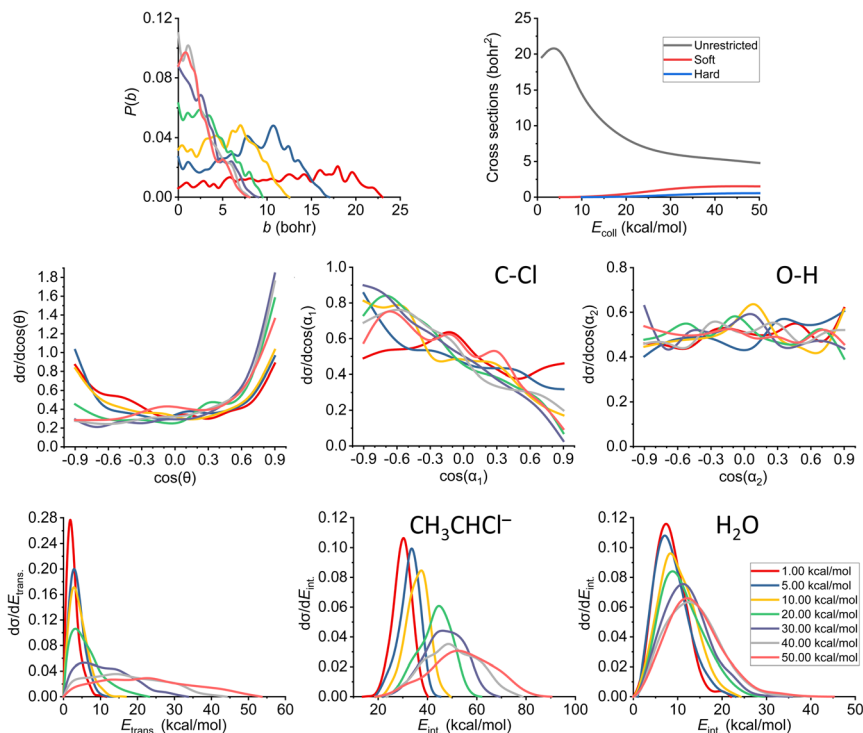 0.12
0.08
0.04
0.00
P(b)
0 5 10 15 20 25
b (bohr)
25
20
15
10
5
0
Cross sections (bohr²)
Unrestricted
Soft
Hard
0 10 20 30 40 50
E_coll (kcal/mol)
1.8
1.6
1.4
1.2
1.0
0.8
0.6
0.4
0.2
0.0
dσ/dcos(θ)
-0.9 -0.6 -0.3 0.0 0.3 0.6 0.9
cos(θ)
C-Cl
1.0
0.8
0.6
0.4
0.2
0.0
dσ/dcos(α₁)
-0.9 -0.6 -0.3 0.0 0.3 0.6 0.9
cos(α₁)
O-H
0.8
0.6
0.4
0.2
0.0
dσ/dcos(α₂)
-0.9 -0.6 -0.3 0.0 0.3 0.6 0.9
cos(α₂)
0.28
0.24
0.20
0.16
0.12
0.08
0.04
0.00
dσ/dE_trans.
0 10 20 30 40 50 60
E_trans. (kcal/mol)
CH₃CHCl⁻
0.12
0.10
0.08
0.06
0.04
0.02
0.00
dσ/dE_int.
20 40 60 80 100
E_int. (kcal/mol)
H₂O
0.12
0.10
0.08
0.06
0.04
0.02
0.00
dσ/dE_int.
1.00 kcal/mol
5.00 kcal/mol
10.00 kcal/mol
20.00 kcal/mol
30.00 kcal/mol
40.00 kcal/mol
50.00 kcal/mol
0 10 20 30 40 50
E_int. (kcal/mol)